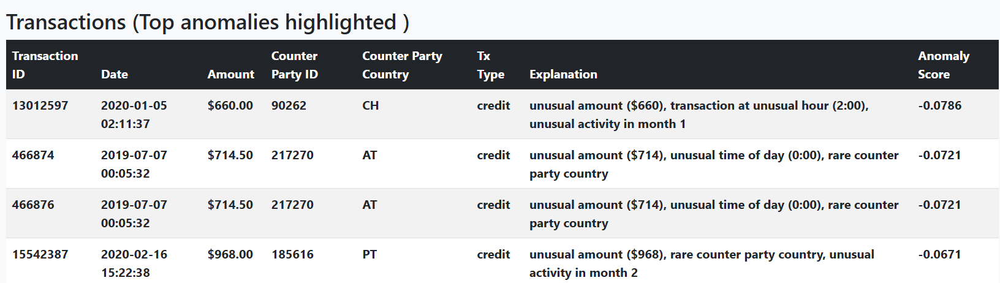 Transactions (Top anomalies highlighted )
Transaction ID Date Amount Counter Party ID Counter Party Country Tx Type Explanation Anomaly Score
13012597 2020-01-05 02:11:37 $660.00 90262 CH credit unusual amount ($660), transaction at unusual hour (2:00), unusual activity in month 1 -0.0786
466874 2019-07-07 00:05:32 $714.50 217270 AT credit unusual amount ($714), unusual time of day (0:00), rare counter party country -0.0721
466876 2019-07-07 00:05:32 $714.50 217270 AT credit unusual amount ($714), unusual time of day (0:00), rare counter party country -0.0721
15542387 2020-02-16 15:22:38 $968.00 185616 PT credit unusual amount ($968), rare counter party country, unusual activity in month 2 -0.0671